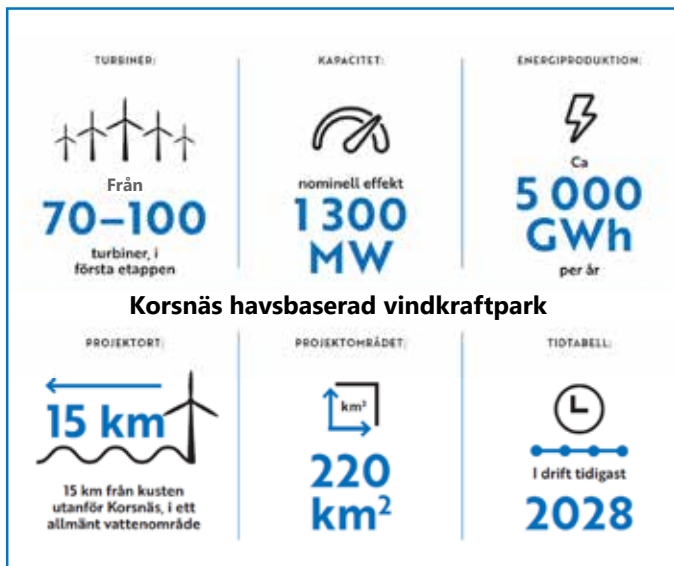 TURBINER:
Från
70–100
turbiner, i
första etappen
KAPACITET:
nominell effekt
1 300
MW
ENERGIPRODUKTION:
Ca
5 000
GWh
per år
Korsnäs havsbaserad vindkraftpark
PROJEKTORT:
15 km
15 km från kusten
utanför Korsnäs, i ett
allmänt vattenområde
PROJEKTOMRÅDET:
km²
220
km²
TIDTABELL:
I drift tidigast
2028